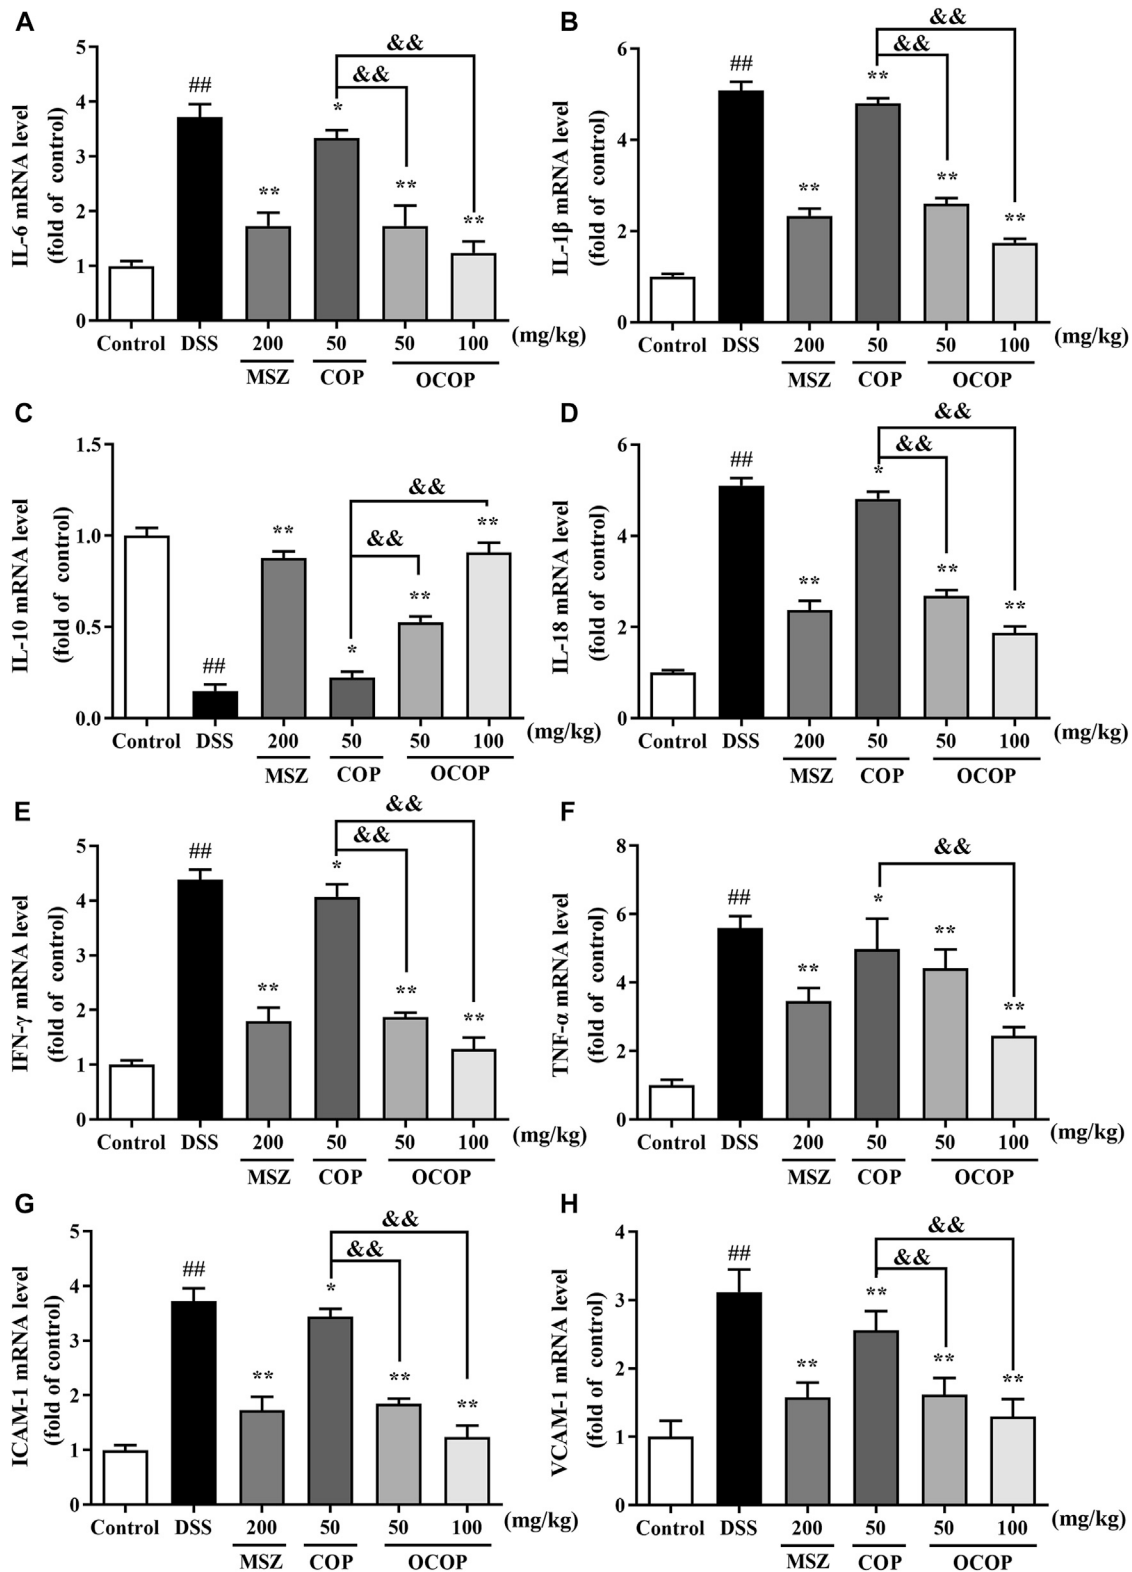 A
IL-6 mRNA level
(fold of control)
5
4
3
2
1
0
##
**
*
**
**
&&
&&
Control DSS 200 50 50 100 (mg/kg)
MSZ COP OCOP
B
IL-1β mRNA level
(fold of control)
6
4
2
0
##
**
**
**
**
&&
&&
Control DSS 200 50 50 100 (mg/kg)
MSZ COP OCOP
C
IL-10 mRNA level
(fold of control)
1.5
1.0
0.5
0.0
##
**
*
**
**
&&
&&
Control DSS 200 50 50 100 (mg/kg)
MSZ COP OCOP
D
IL-18 mRNA level
(fold of control)
6
4
2
0
##
**
*
**
**
&&
&&
Control DSS 200 50 50 100 (mg/kg)
MSZ COP OCOP
E
IFN-γ mRNA level
(fold of control)
5
4
3
2
1
0
##
**
*
**
**
&&
&&
Control DSS 200 50 50 100 (mg/kg)
MSZ COP OCOP
F
TNF-α mRNA level
(fold of control)
8
6
4
2
0
##
**
*
**
**
&&
Control DSS 200 50 50 100 (mg/kg)
MSZ COP OCOP
G
ICAM-1 mRNA level
(fold of control)
5
4
3
2
1
0
##
**
*
**
**
&&
&&
Control DSS 200 50 50 100 (mg/kg)
MSZ COP OCOP
H
VCAM-1 mRNA level
(fold of control)
4
3
2
1
0
##
**
**
**
**
&&
&&
Control DSS 200 50 50 100 (mg/kg)
MSZ COP OCOP